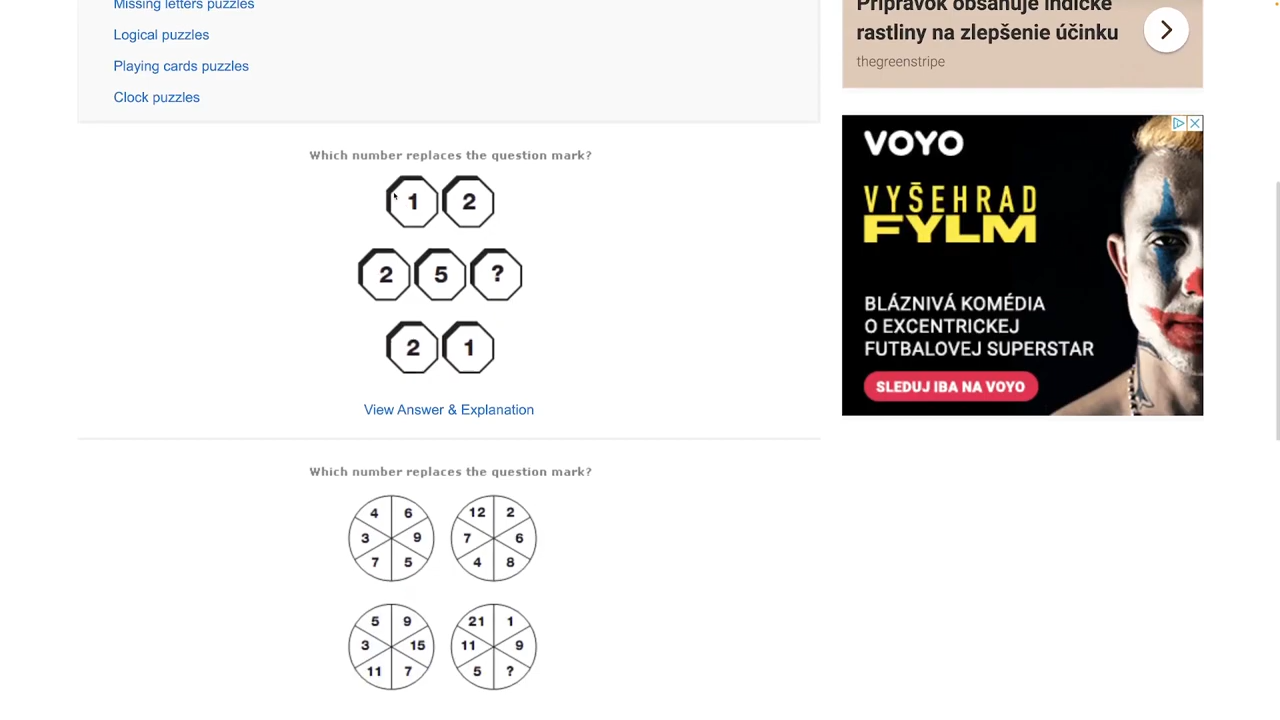 Missing letters puzzles
Logical puzzles
Playing cards puzzles
Clock puzzles
Prípravok obsahuje indické
rastliny na zlepšenie účinku
thegreenstripe
VOYO
VYŠEHRAD
FYLM
BLÁZNIVÁ KOMÉDIA
O EXCENTRICKEJ
FUTBALOVEJ SUPERSTAR
SLEDUJ IBA NA VOYO
Which number replaces the question mark?
1 2
2 5 ?
2 1
View Answer & Explanation
Which number replaces the question mark?
4 6 12 2
3 9 7 6
7 5 4 8
5 9 21 1
3 15 11 9
11 7 5 ?